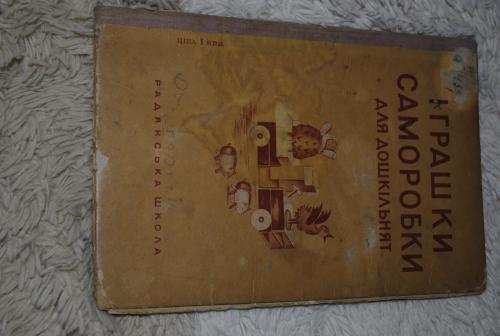 ЦІНА 1 КРБ.
ІГРАШКИ
САМОРОБКИ
ДЛЯ ДОШКІЛЬНЯТ
РАДЯНСЬКА ШКОЛА